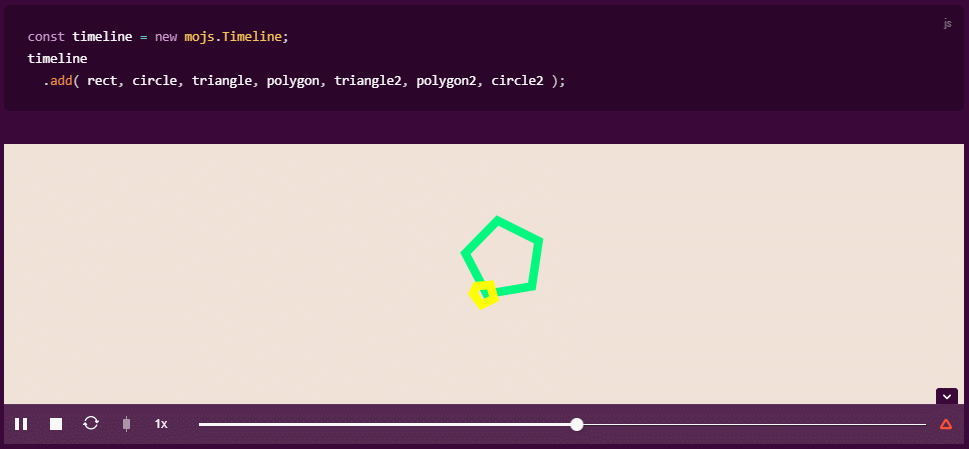 js
const timeline = new mojs.Timeline;
timeline
.add( rect, circle, triangle, polygon, triangle2, polygon2, circle2 );
1x